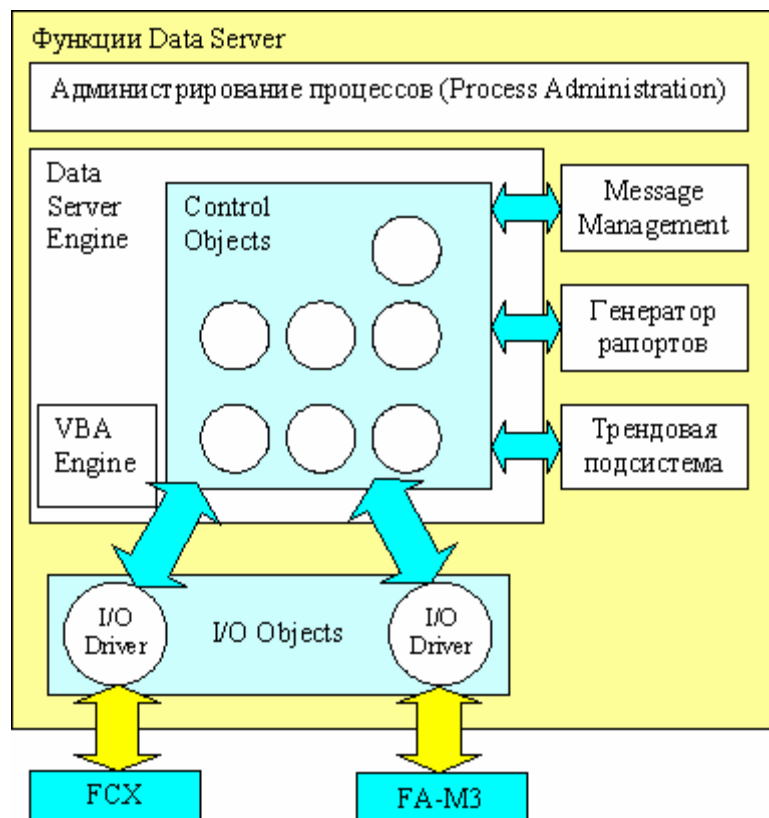 Функции Data Server
Администрирование процессов (Process Administration)
Data
Server
Engine
Control
Objects
Message
Management
Генератор
рапортов
VBA
Engine
Трендовая
подсистема
I/O
Driver
I/O Objects
I/O
Driver
FCX
FA-M3